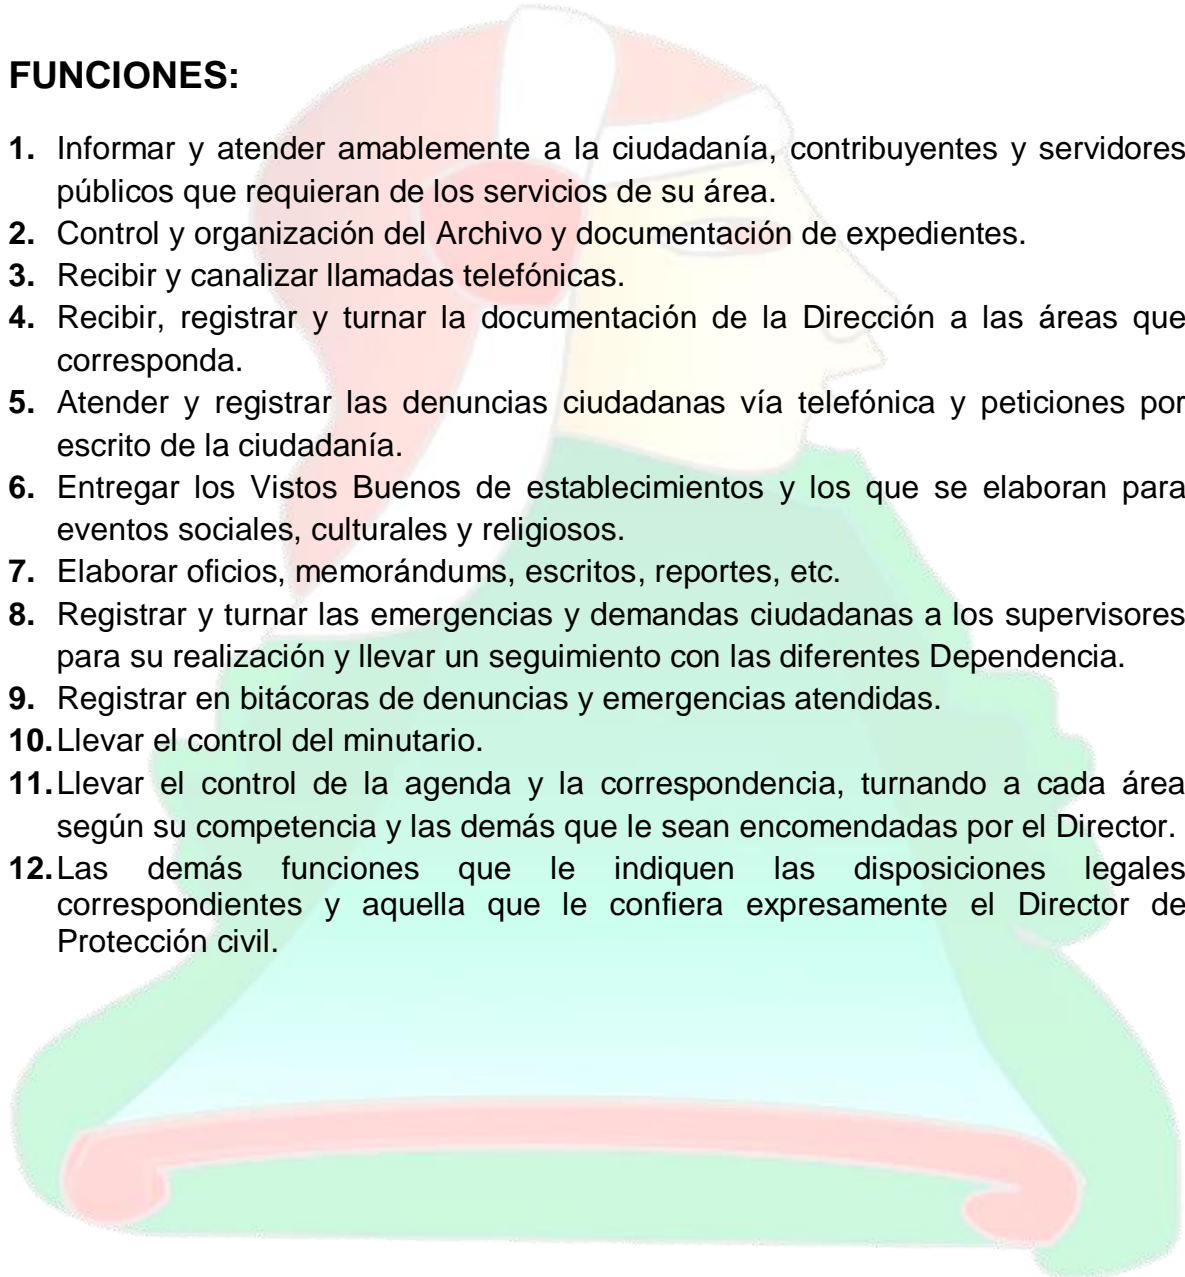 FUNCIONES:
1. Informar y atender amablemente a la ciudadanía, contribuyentes y servidores
públicos que requieran de los servicios de su área.
2. Control y organización del Archivo y documentación de expedientes.
3. Recibir y canalizar llamadas telefónicas.
4. Recibir, registrar y turnar la documentación de la Dirección a las áreas que
corresponda.
5. Atender y registrar las denuncias ciudadanas vía telefónica y peticiones por
escrito de la ciudadanía.
6. Entregar los Vistos Buenos de establecimientos y los que se elaboran para
eventos sociales, culturales y religiosos.
7. Elaborar oficios, memorándums, escritos, reportes, etc.
8. Registrar y turnar las emergencias y demandas ciudadanas a los supervisores
para su realización y llevar un seguimiento con las diferentes Dependencia.
9. Registrar en bitácoras de denuncias y emergencias atendidas.
10. Llevar el control del minutario.
11. Llevar el control de la agenda y la correspondencia, turnando a cada área
según su competencia y las demás que le sean encomendadas por el Director.
12. Las demás funciones que le indiquen las disposiciones legales
correspondientes y aquella que le confiera expresamente el Director de
Protección civil.